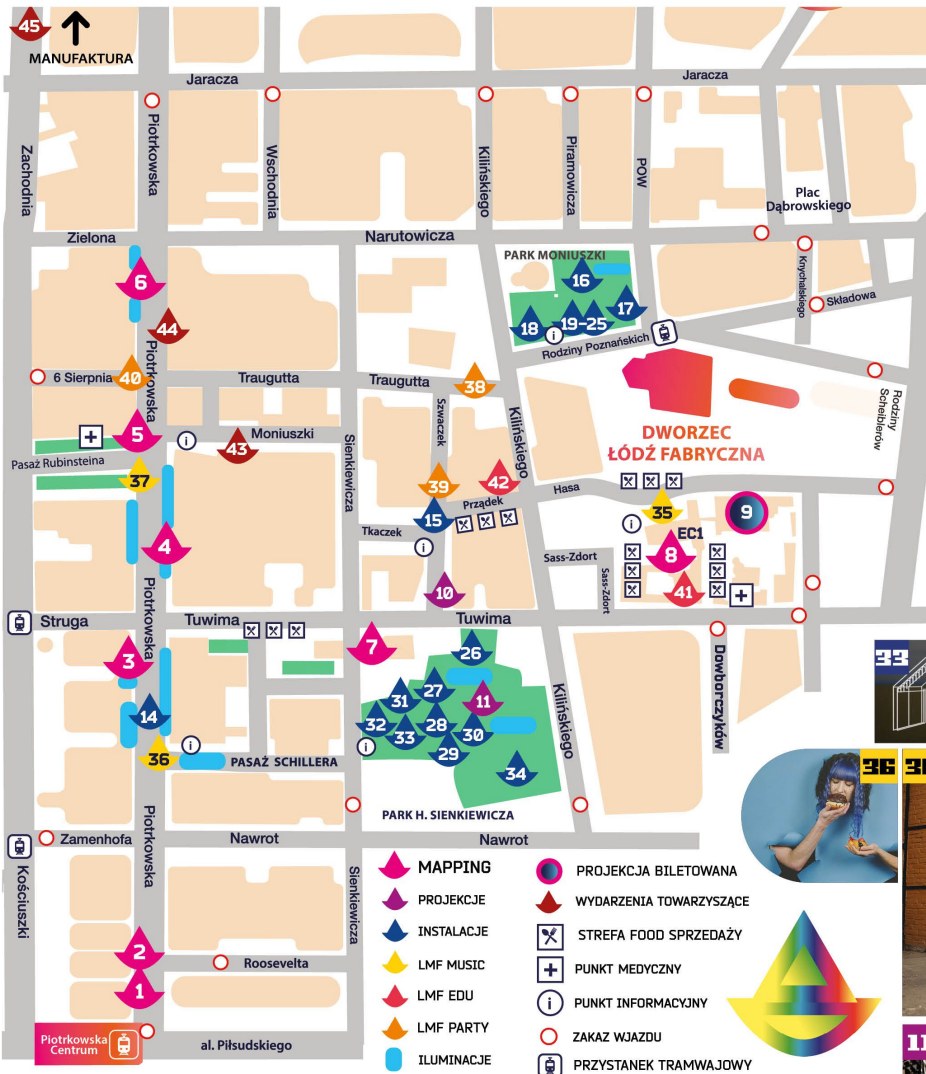 45
MANUFAKTURA
Jaracza
Jaracza
Zachodnia
Piotrkowska
Wschodnia
Kilińskiego
Piramowicza
POW
Plac
Dąbrowskiego
Zielona
Narutowicza
PARK MONIUSZKI
Knychalskiego
Składowa
6
16
17
18
19-25
i
Rodziny Poznańskich
44
Piotrkowska
6 Sierpnia
40
Traugutta
Traugutta
38
Szwaczek
Kilińskiego
Rodziny
Scheiblerów
DWORZEC
ŁÓDŹ FABRYCZNA
5
i
Moniuszki
43
Sienkiewicza
Pasaż Rubinsteina
37
39
42
Prządek
Hasa
15
Tkaczek
i
35
9
i
EC1
8
4
Sass-Zdort
Sass-Zdort
41
10
Piotrkowska
Struga
Tuwima
Tuwima
3
7
26
Dowborczyków
33
14
27
31
11
32
28
30
33
29
34
Kilińskiego
i
36
i
PASAŻ SCHILLERA
36
PARK H. SIENKIEWICZA
Zamenhofa
Piotrkowska
Nawrot
Nawrot
Kościuszki
Sienkiewicza
2
Roosevelta
1
Piotrkowska
Centrum
al. Piłsudskiego
MAPPING
PROJEKCJE
INSTALACJE
LMF MUSIC
LMF EDU
LMF PARTY
ILUMINACJE
PROJEKCJA BILETOWANA
WYDARZENIA TOWARZYSZĄCE
STREFA FOOD SPRZEDAŻY
PUNKT MEDYCZNY
i
PUNKT INFORMACYJNY
ZAKAZ WJAZDU
PRZYSTANEK TRAMWAJOWY